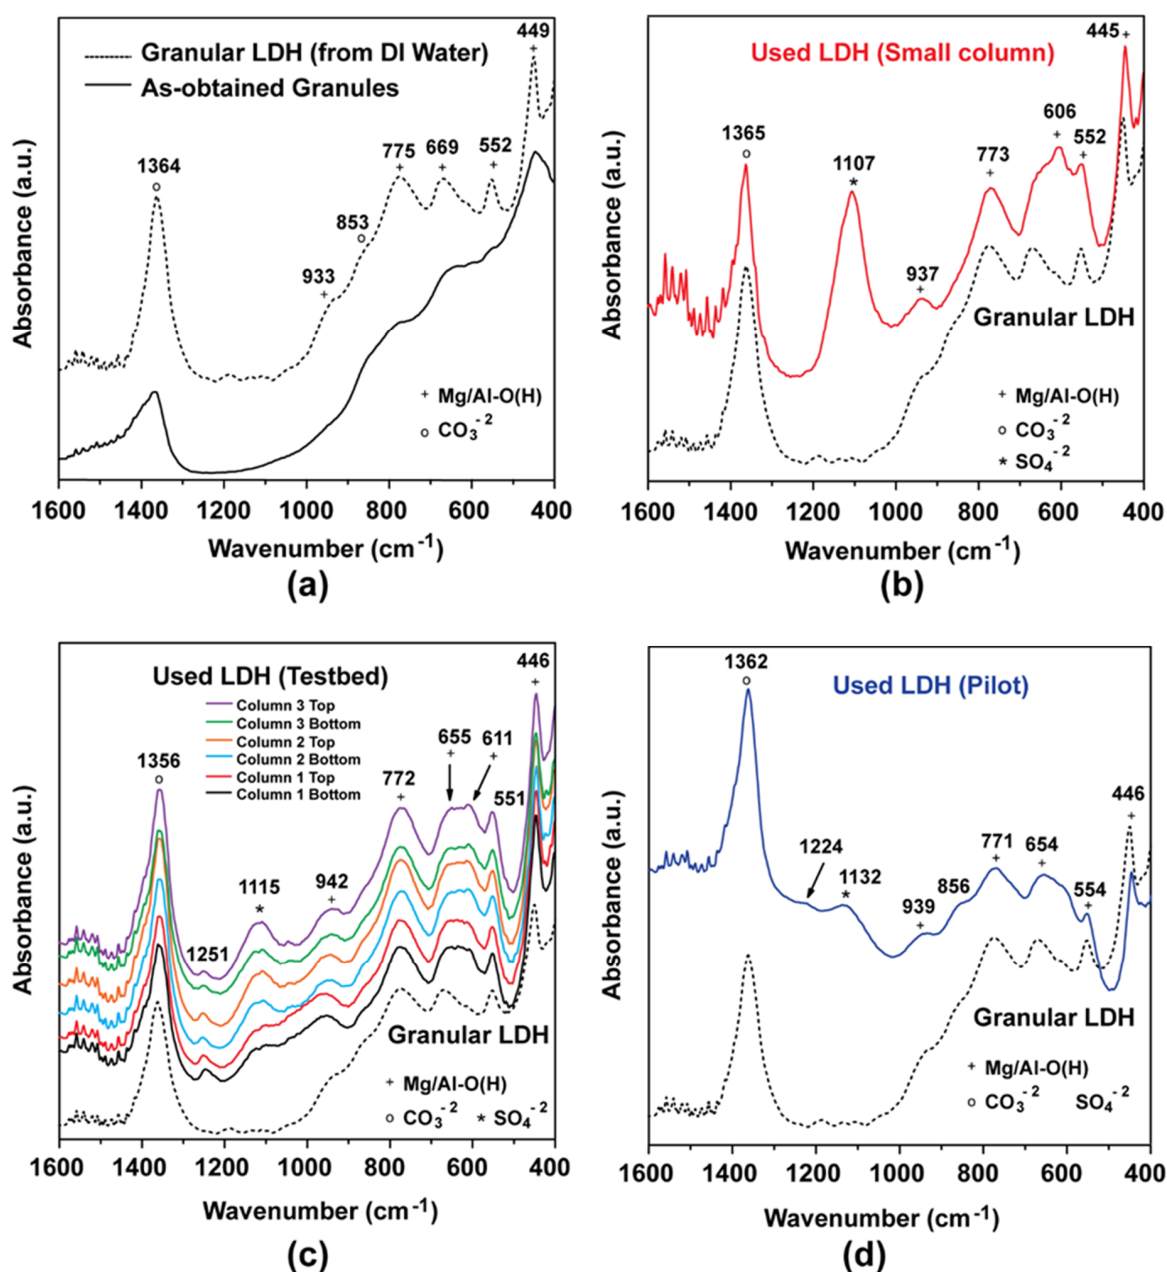 449
Granular LDH (from DI Water)
As-obtained Granules
+
1364
o
775
669
552
+
+
+
853
o
933
+
+ Mg/Al-O(H)
o CO₃⁻²
Absorbance (a.u.)
1600 1400 1200 1000 800 600 400
Wavenumber (cm⁻¹)
(a)
Used LDH (Small column)
445 +
1365
o
1107
*
773
+
606
+
552
+
937
+
Granular LDH
+ Mg/Al-O(H)
o CO₃⁻²
* SO₄⁻²
Absorbance (a.u.)
1600 1400 1200 1000 800 600 400
Wavenumber (cm⁻¹)
(b)
Used LDH (Testbed)
Column 3 Top
Column 3 Bottom
Column 2 Top
Column 2 Bottom
Column 1 Top
Column 1 Bottom
446
+
1356
o
1251
1115
*
942
+
772
+
655
+
611
+
551
Granular LDH
+ Mg/Al-O(H)
o CO₃⁻² * SO₄⁻²
Absorbance (a.u.)
1600 1400 1200 1000 800 600 400
Wavenumber (cm⁻¹)
(c)
1362
o
Used LDH (Pilot)
1224
1132
*
939
+
856
771
+
654
+
554
+
446
+
Granular LDH
+ Mg/Al-O(H)
o CO₃⁻² SO₄⁻²
Absorbance (a.u.)
1600 1400 1200 1000 800 600 400
Wavenumber (cm⁻¹)
(d)